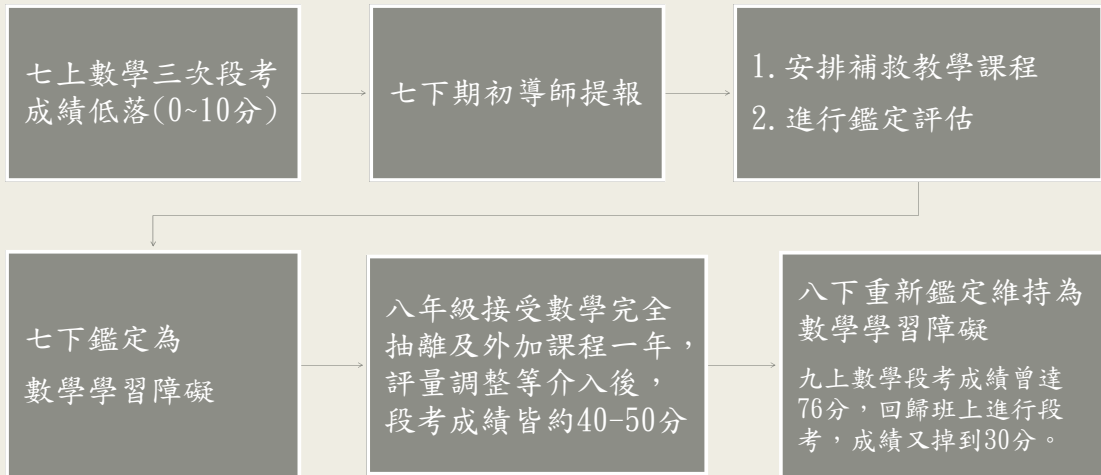 七上數學三次段考
成績低落(0~10分)
七下期初導師提報
1.安排補救教學課程
2.進行鑑定評估
七下鑑定為
數學學習障礙
八年級接受數學完全
抽離及外加課程一年，
評量調整等介入後，
段考成績皆約40-50分
八下重新鑑定維持為
數學學習障礙
九上數學段考成績曾達
76分，回歸班上進行段
考，成績又掉到30分。